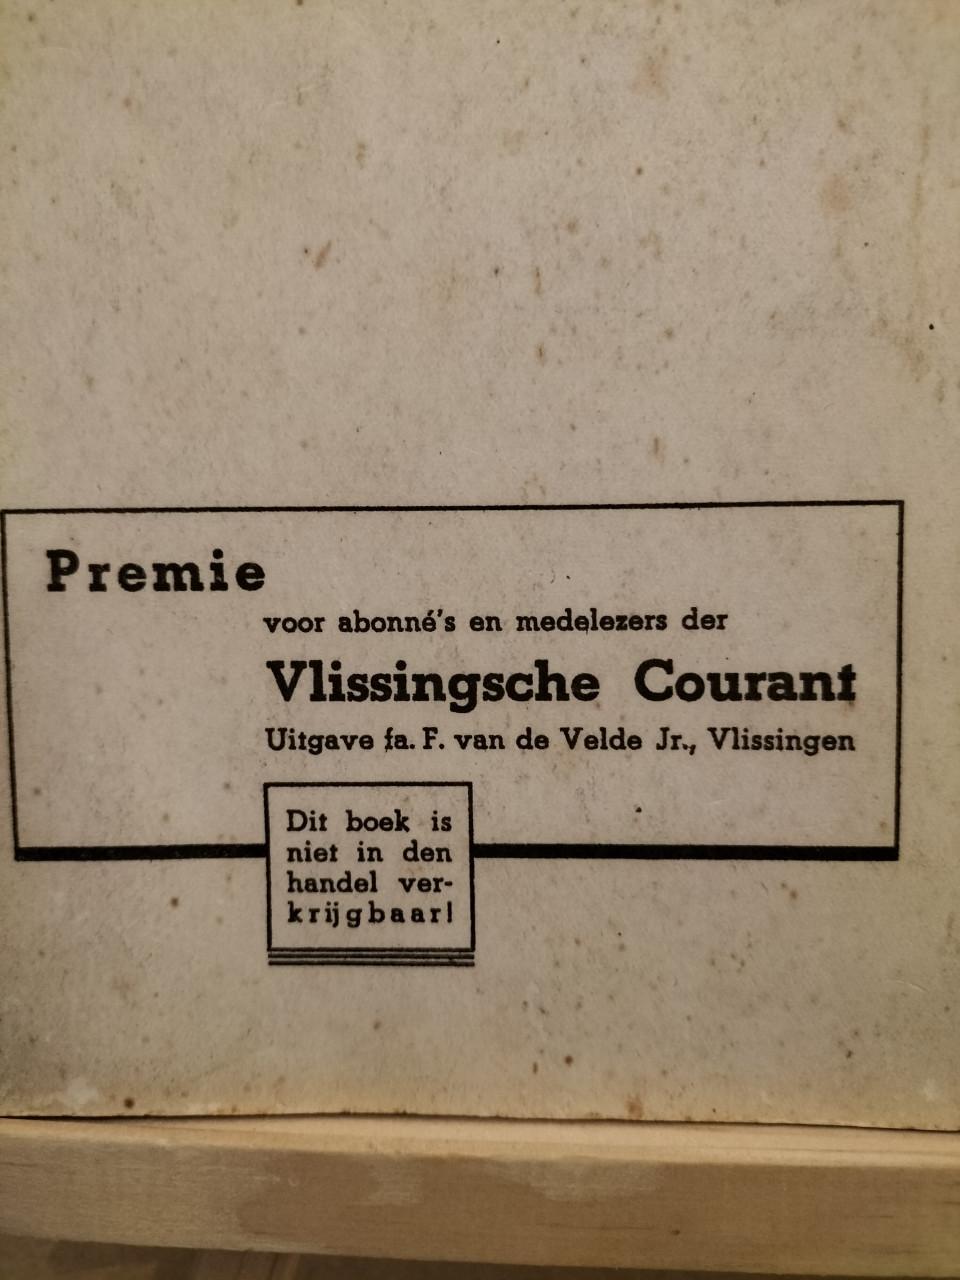 Premie
voor abonné's en medelezers der
Vlissingsche Courant
Uitgave fa. F. van de Velde Jr., Vlissingen
Dit boek is
niet in den
handel ver-
krijgbaar!